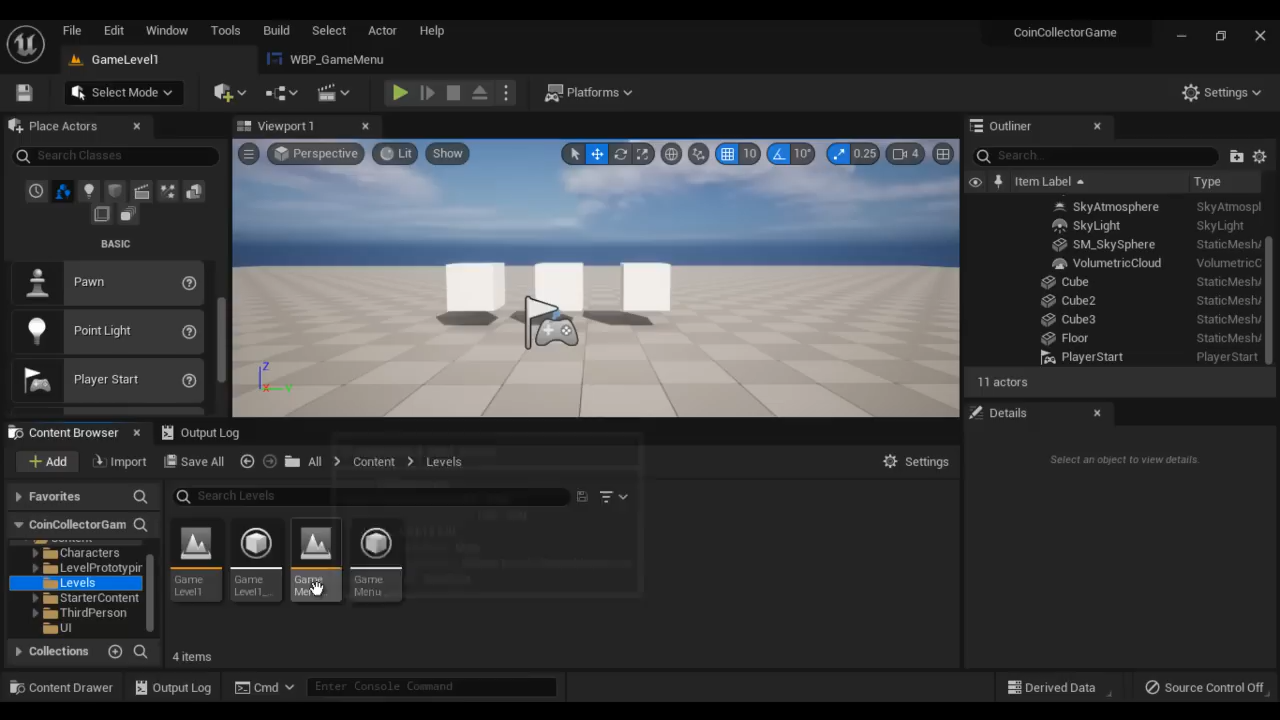 File Edit Window Tools Build Select Actor Help
CoinCollectorGame
GameLevel1
WBP_GameMenu
Select Mode
Platforms
Settings
Place Actors
Viewport 1
Outliner
Search Classes
Perspective Lit Show
10 10° 0.25 4
Search...
Item Label Type
BASIC
SkyAtmosphere SkyAtmospl
SkyLight SkyLight
SM_SkySphere StaticMesh
VolumetricCloud VolumetricC
Pawn
Cube StaticMesh
Cube2 StaticMesh
Cube3 StaticMesh
Point Light
Floor StaticMesh
PlayerStart PlayerStart
Player Start
11 actors
Details
Select an object to view details.
Content Browser
Output Log
Add Import Save All All Content Levels
Settings
Favorites
Search Levels
CoinCollectorGam
Content
Characters
LevelPrototypir
Levels
StarterContent
ThirdPerson
UI
Game
Level1
Game
Level1_...
Game
Game
Menu
Collections
4 items
Content Drawer Output Log Cmd Enter Console Command
Derived Data
Source Control Off